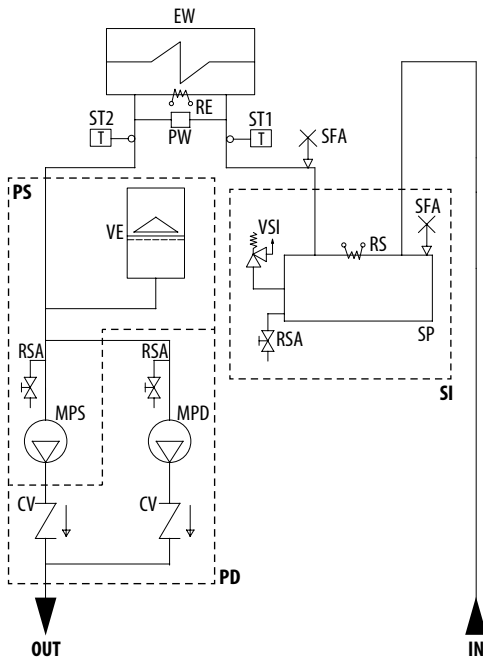 EW
RE
ST2
T
PW
ST1
T
SFA
PS
VE
SFA
VSI
RS
RSA
SP
SI
RSA
RSA
MPS
MPD
CV
CV
PD
OUT
IN